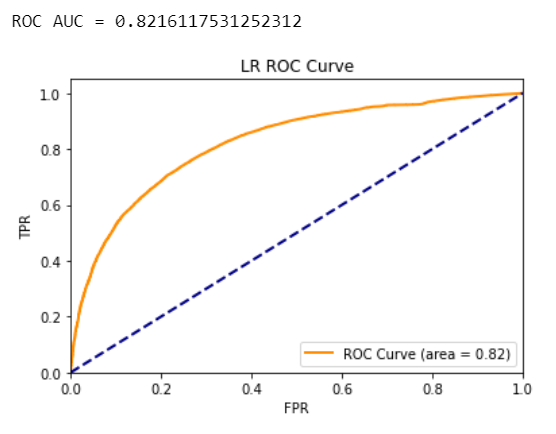 ROC AUC = 0.8216117531252312
LR ROC Curve
1.0
0.8
0.6
0.4
0.2
0.0
TPR
ROC Curve (area = 0.82)
0.0 0.2 0.4 0.6 0.8 1.0
FPR